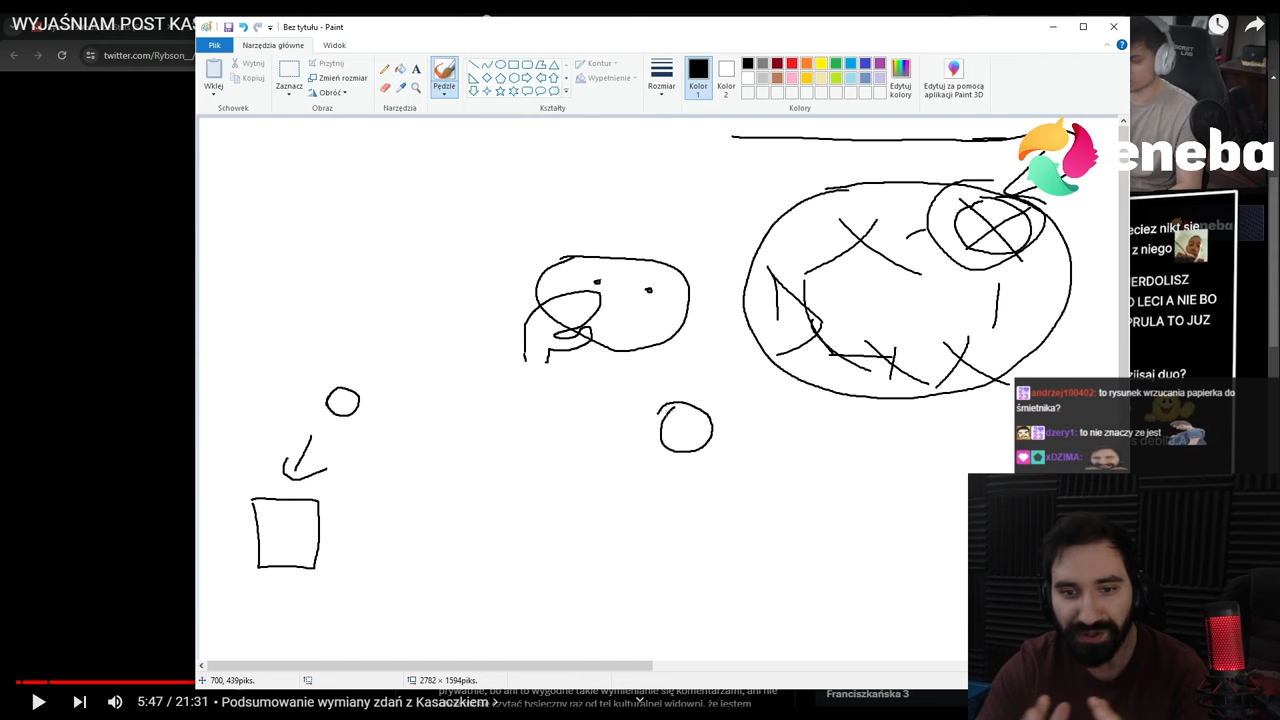 WYJAŚNIAM POST KAS
Bez tytułu - Paint
twitter.com/Rybson_
Plik
Narzędzia główne
Widok
Wklej
Wytnij
Kopiuj
Schowek
Zaznacz
Przytnij
Zmień rozmiar
Obróć
Obraz
Narzędzia
Pędzle
Kształty
Kontur
Wypełnienie
Rozmiar
Kolor 1
Kolor 2
Kolory
Edytuj kolory
Edytuj za pomocą aplikacji Paint 3D
eneba
eciez nikt sie
z niego
ERDOLISZ
O LECI A NIE BO
PRULA TO JUZ
andrzej100402: to rysunek wrzucania papierka do
śmietnika?
dzery1: to nie znaczy ze jest
xDZIMA:
700, 439piks.
2782 × 1594piks.
5:47 / 21:31 • Podsumowanie wymiany zdań z Kasaczkiem
Franciszkańska 3